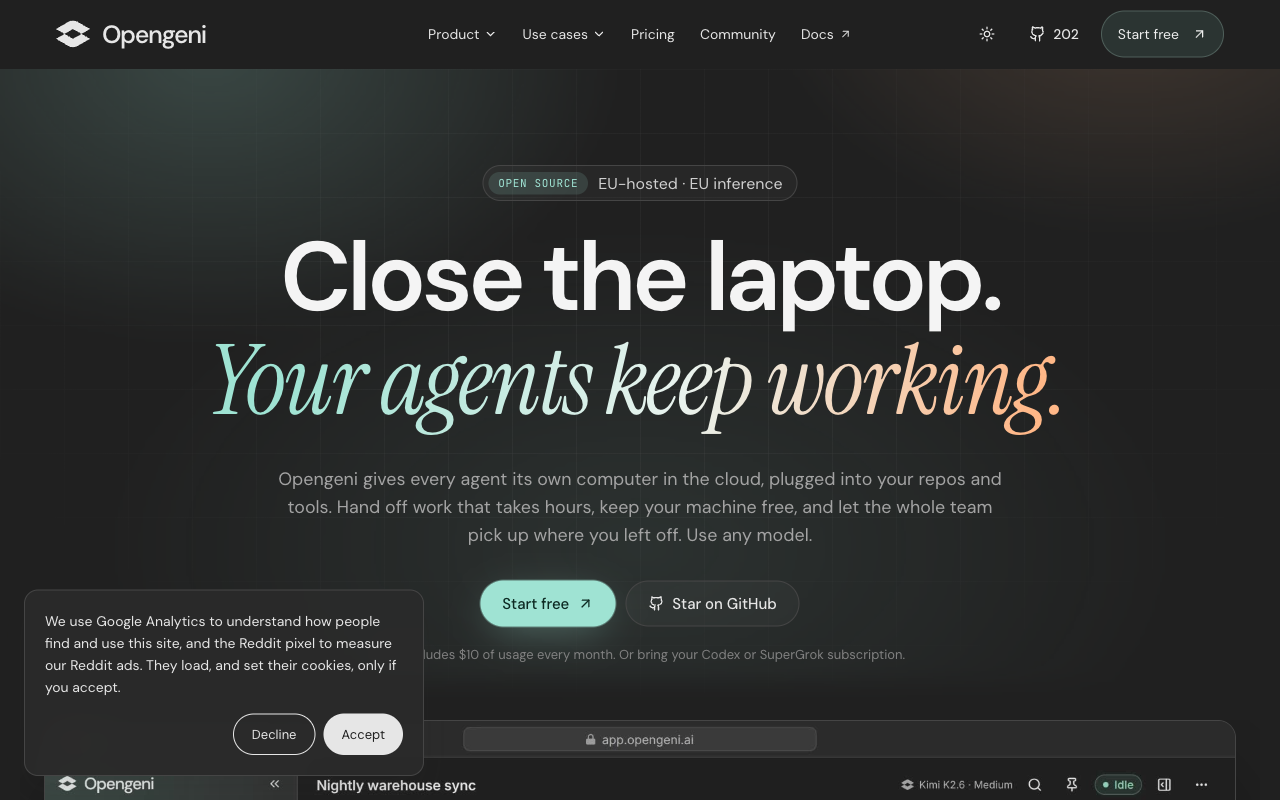 Opengeni
Product
Use cases
Pricing
Community
Docs
202
Start free
OPEN SOURCE
EU-hosted · EU inference
Close the laptop.
Your agents keep working.
Opengeni gives every agent its own computer in the cloud, plugged into your repos and
tools. Hand off work that takes hours, keep your machine free, and let the whole team
pick up where you left off. Use any model.
Start free
Star on GitHub
$10 of usage every month. Or bring your Codex or SuperGrok subscription.
We use Google Analytics to understand how people
find and use this site, and the Reddit pixel to measure
our Reddit ads. They load, and set their cookies, only if
you accept.
Decline
Accept
app.opengeni.ai
Opengeni
Nightly warehouse sync
Kimi K2.6 · Medium
Idle